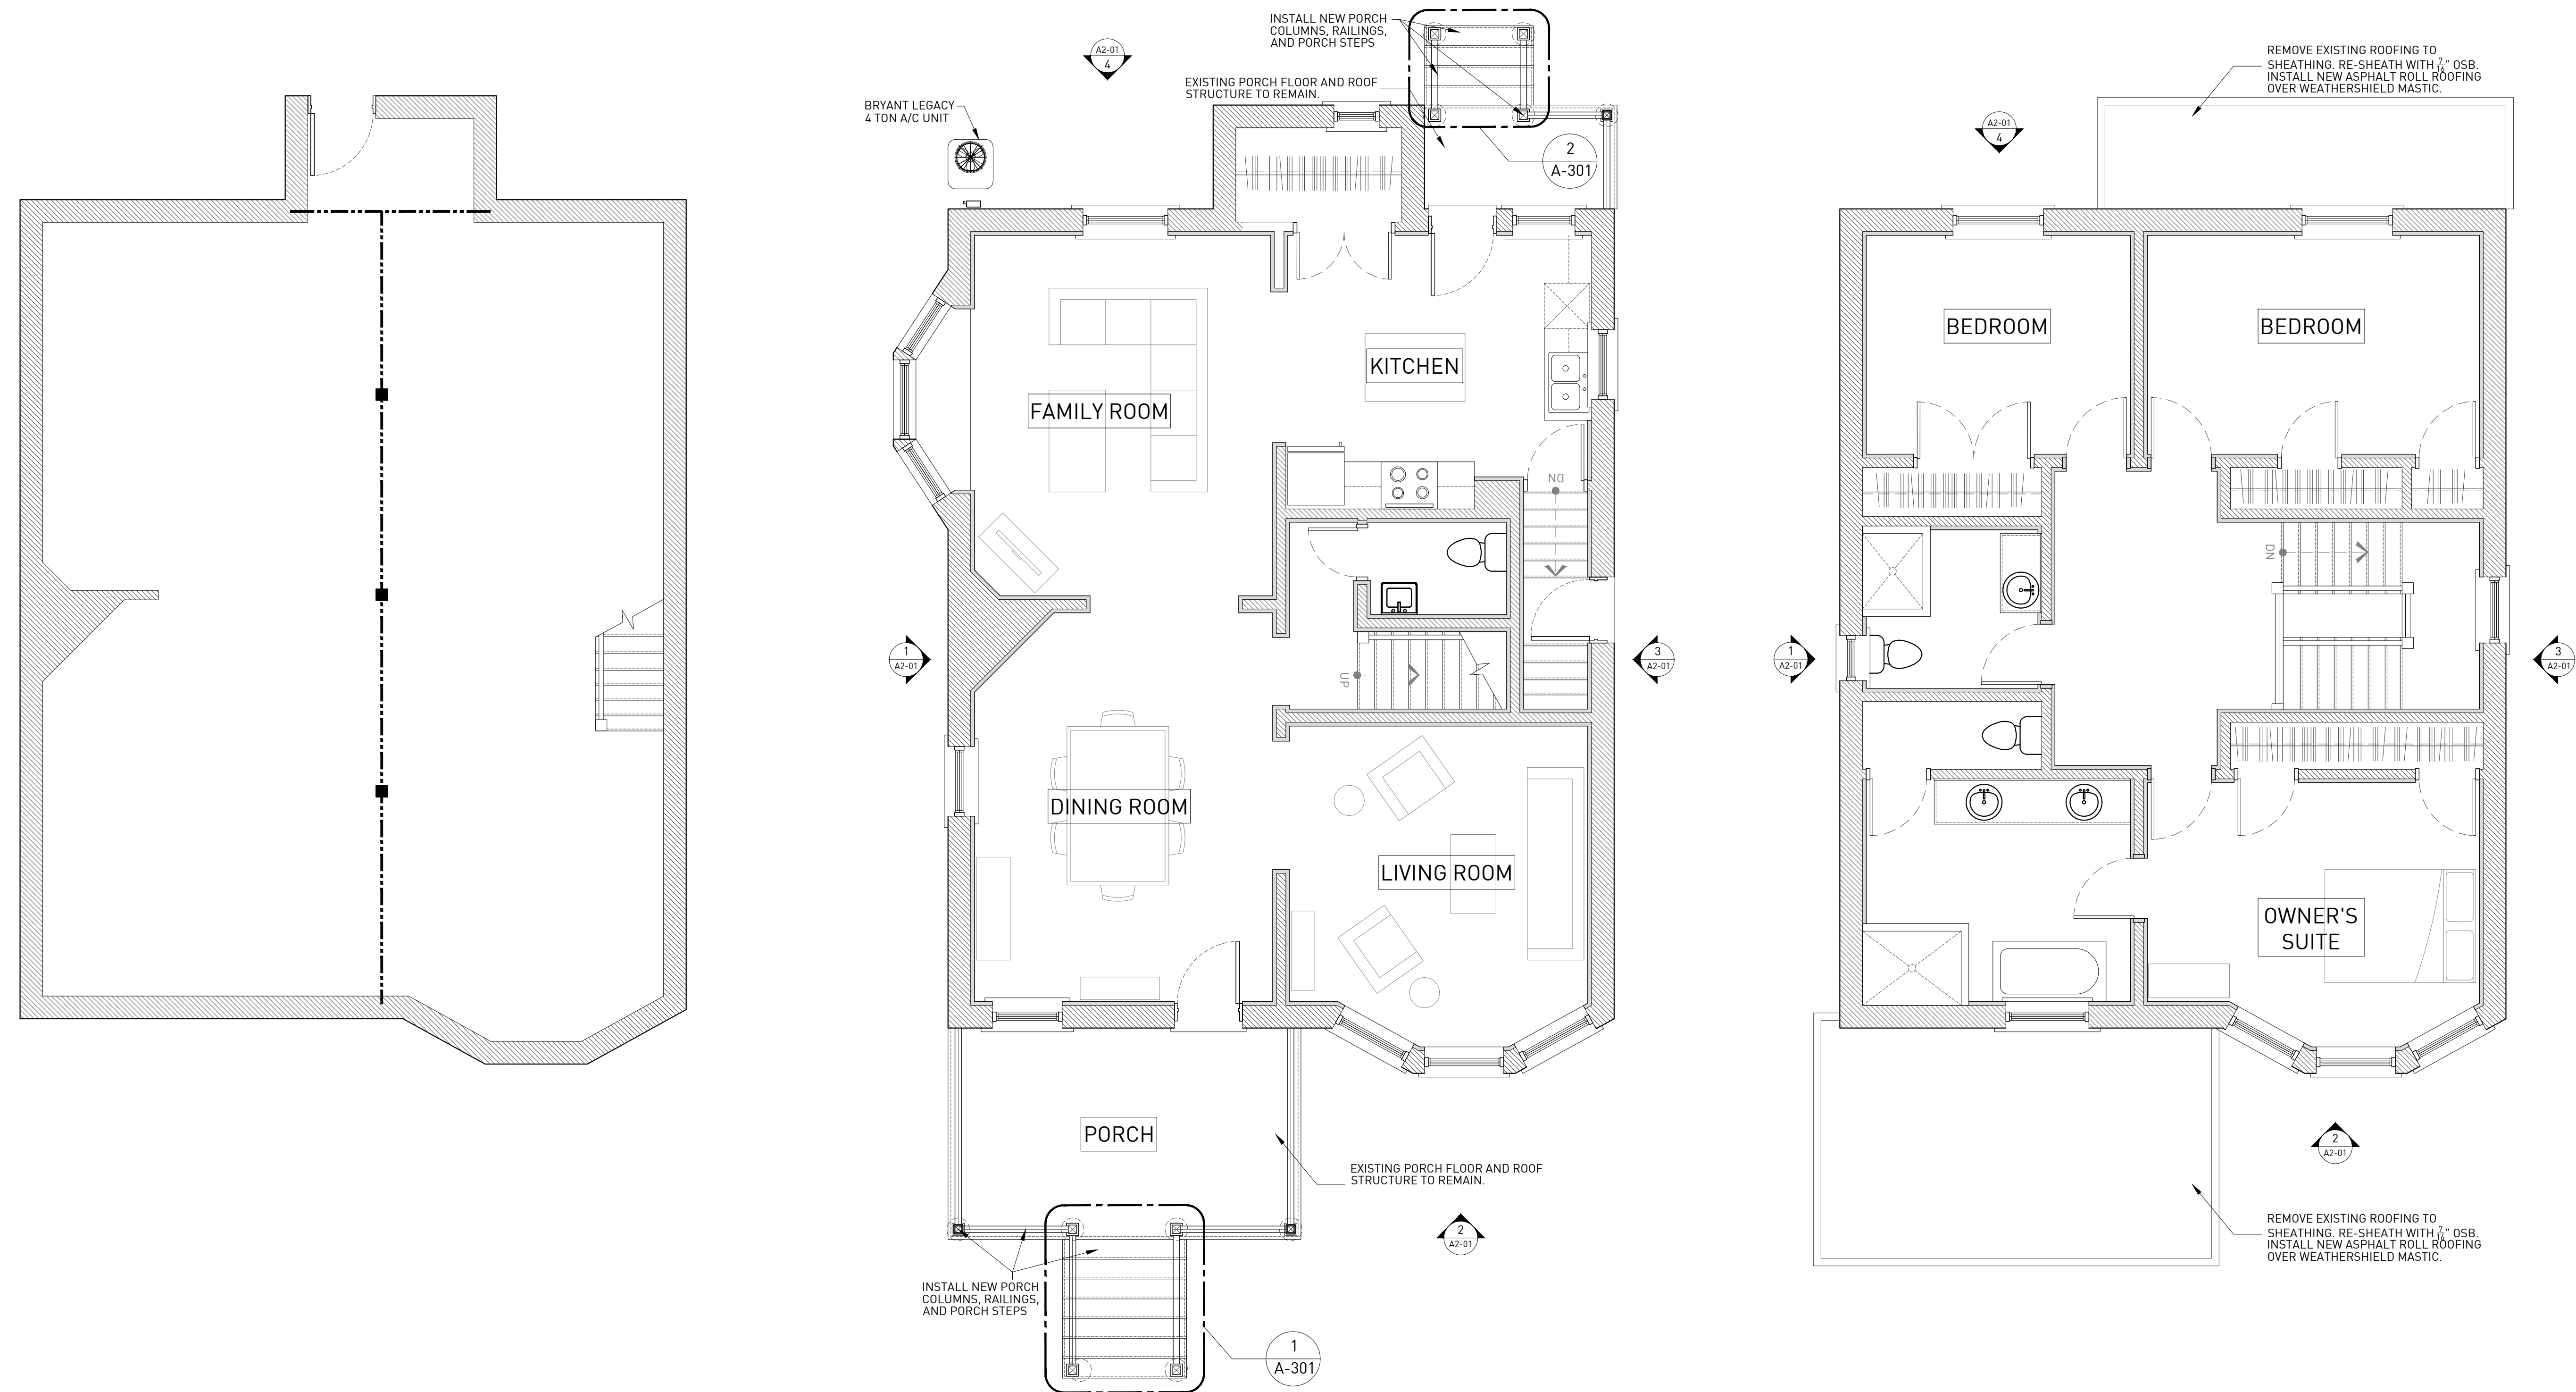 INSTALL NEW PORCH
COLUMNS, RAILINGS,
AND PORCH STEPS
A2-01
4
EXISTING PORCH FLOOR AND ROOF
STRUCTURE TO REMAIN.
BRYANT LEGACY
4 TON A/C UNIT
2
A-301
KITCHEN
FAMILY ROOM
DN
UP
1
A2-01
3
A2-01
DINING ROOM
LIVING ROOM
PORCH
EXISTING PORCH FLOOR AND ROOF
STRUCTURE TO REMAIN.
2
A2-01
INSTALL NEW PORCH
COLUMNS, RAILINGS,
AND PORCH STEPS
1
A-301
REMOVE EXISTING ROOFING TO
SHEATHING. RE-SHEATH WITH 7/16" OSB.
INSTALL NEW ASPHALT ROLL ROOFING
OVER WEATHERSHIELD MASTIC.
A2-01
4
BEDROOM
BEDROOM
DN
1
A2-01
3
A2-01
OWNER'S
SUITE
2
A2-01
REMOVE EXISTING ROOFING TO
SHEATHING. RE-SHEATH WITH 7/16" OSB.
INSTALL NEW ASPHALT ROLL ROOFING
OVER WEATHERSHIELD MASTIC.